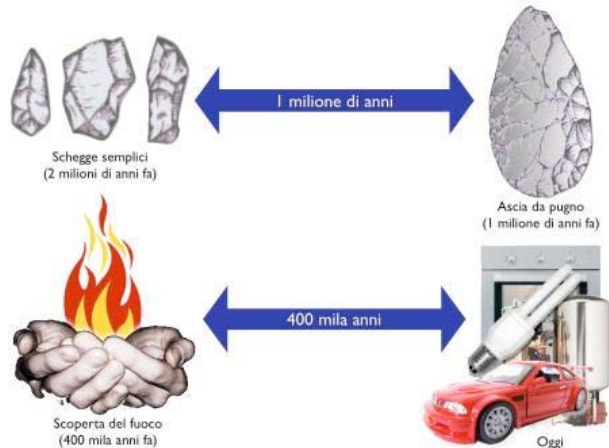 1 milione di anni
Schegge semplici
(2 milioni di anni fa)
Ascia da pugno
(1 milione di anni fa)
400 mila anni
Scoperta del fuoco
(400 mila anni fa)
Oggi